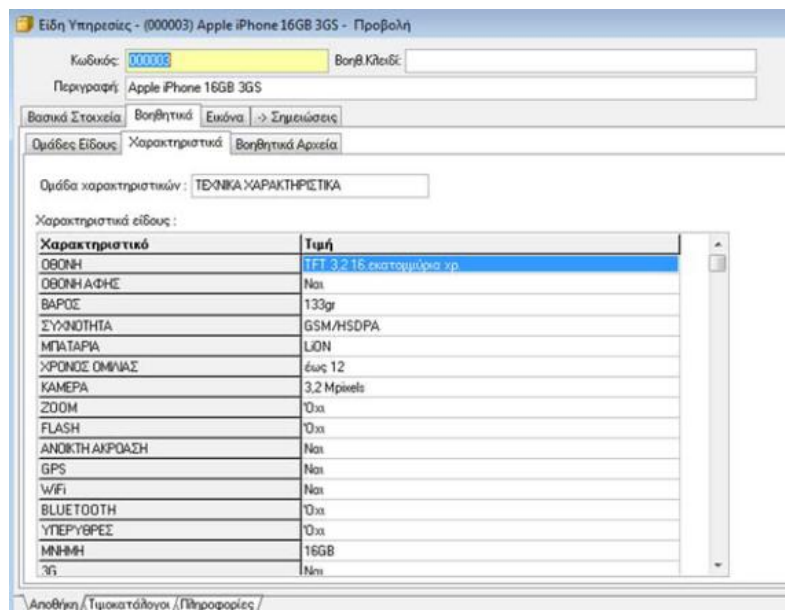 Είδη Υπηρεσίες - (000003) Apple iPhone 16GB 3GS - Προβολή
Κωδικός: 000003 Βοηθ.Κλειδί:
Περιγραφή: Apple iPhone 16GB 3GS
Βασικά Στοιχεία Βοηθητικά Εικόνα -> Σημειώσεις
Ομάδες Είδους Χαρακτηριστικά Βοηθητικά Αρχεία
Ομάδα χαρακτηριστικών : ΤΕΧΝΙΚΑ ΧΑΡΑΚΤΗΡΙΣΤΙΚΑ
Χαρακτηριστικά είδους :
Χαρακτηριστικό Τιμή
ΟΘΟΝΗ TFT 3,2 16.εκατομμύρια χρ.
ΟΘΟΝΗ ΑΦΗΣ Ναι
ΒΑΡΟΣ 133gr
ΣΥΧΝΟΤΗΤΑ GSM/HSDPA
ΜΠΑΤΑΡΙΑ LiON
ΧΡΟΝΟΣ ΟΜΙΛΙΑΣ έως 12
ΚΑΜΕΡΑ 3,2 Mpixels
ZOOM Όχι
FLASH Όχι
ΑΝΟΙΚΤΗ ΑΚΡΟΑΣΗ Ναι
GPS Ναι
WiFi Ναι
BLUETOOTH Όχι
ΥΠΕΡΥΘΡΕΣ Όχι
ΜΝΗΜΗ 16GB
3G Ναι
Αποθήκη Τιμοκατάλογοι Πληροφορίες